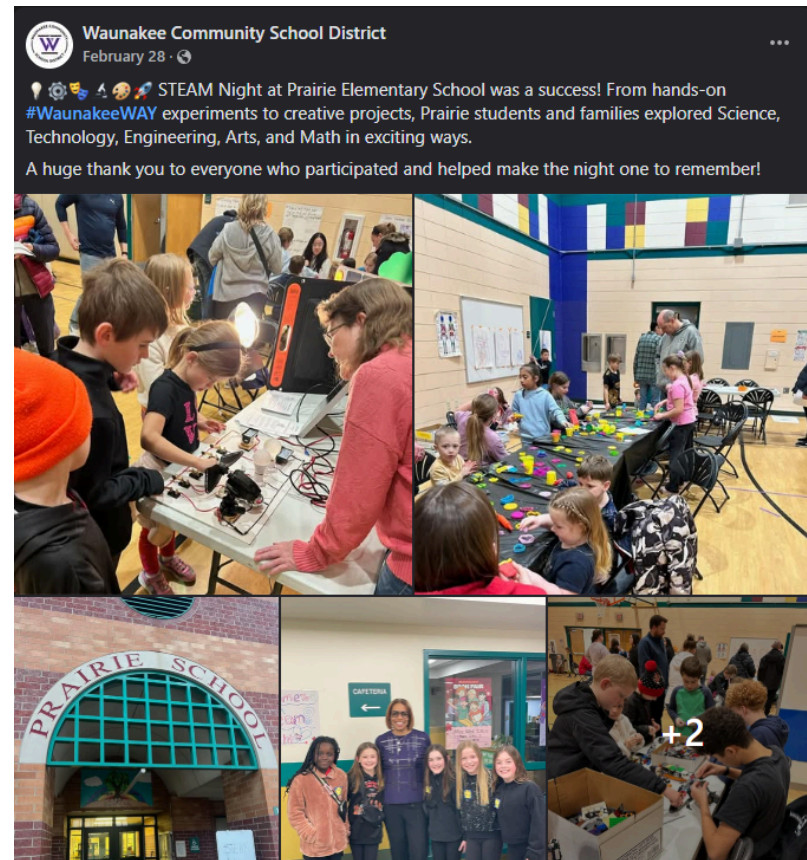 Waunakee Community School District
February 28 ·
STEAM Night at Prairie Elementary School was a success! From hands-on
#WaunakeeWAY experiments to creative projects, Prairie students and families explored Science,
Technology, Engineering, Arts, and Math in exciting ways.
A huge thank you to everyone who participated and helped make the night one to remember!
PRAIRIE SCHOOL
CAFETERIA
+2